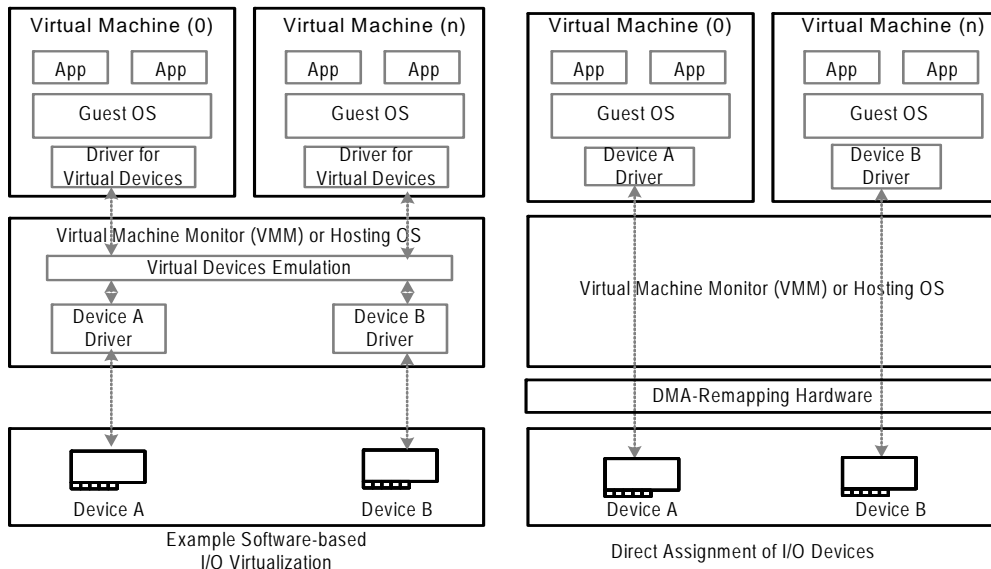 Virtual Machine (0)
App
App
Guest OS
Driver for
Virtual Devices
Virtual Machine (n)
App
App
Guest OS
Driver for
Virtual Devices
Virtual Machine Monitor (VMM) or Hosting OS
Virtual Devices Emulation
Device A
Driver
Device B
Driver
Device A
Device B
Example Software-based
I/O Virtualization
Virtual Machine (0)
App
App
Guest OS
Device A
Driver
Virtual Machine (n)
App
App
Guest OS
Device B
Driver
Virtual Machine Monitor (VMM) or Hosting OS
DMA-Remapping Hardware
Device A
Device B
Direct Assignment of I/O Devices